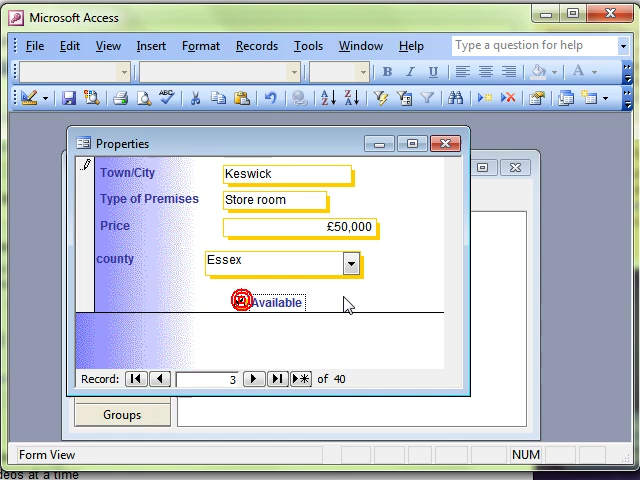 Microsoft Access
File Edit View Insert Format Records Tools Window Help Type a question for help
B I U A
Properties
Town/City Keswick
Type of Premises Store room
Price £50,000
county Essex
Available
Record: 3 of 40
Groups
Form View NUM
deos at a time